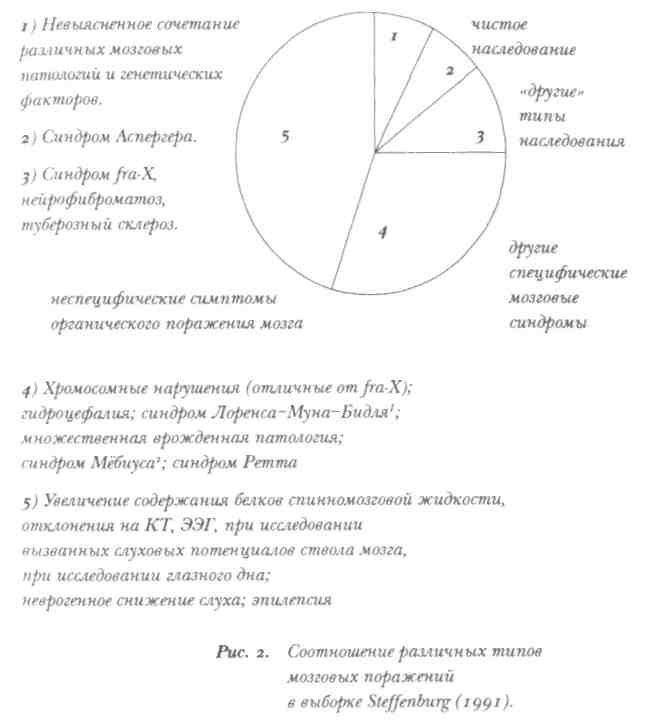 1) Невыясненное сочетание
различных мозговых
патологий и генетических
факторов.
2) Синдром Аспергера.
3) Синдром fra-X,
нейрофиброматоз,
туберозный склероз.
1
2
3
4
5
чистое
наследование
«другие»
типы
наследования
другие
специфические
мозговые
синдромы
неспецифические симптомы
органического поражения мозга
4) Хромосомные нарушения (отличные от fra-X);
гидроцефалия; синдром Лоренса–Муна–Бидля¹;
множественная врожденная патология;
синдром Мёбиуса²; синдром Ретта
5) Увеличение содержания белков спинномозговой жидкости,
отклонения на КТ, ЭЭГ, при исследовании
вызванных слуховых потенциалов ствола мозга,
при исследовании глазного дна;
неврогенное снижение слуха; эпилепсия
Рис. 2. Соотношение различных типов
мозговых поражений
в выборке Steffenburg (1991).